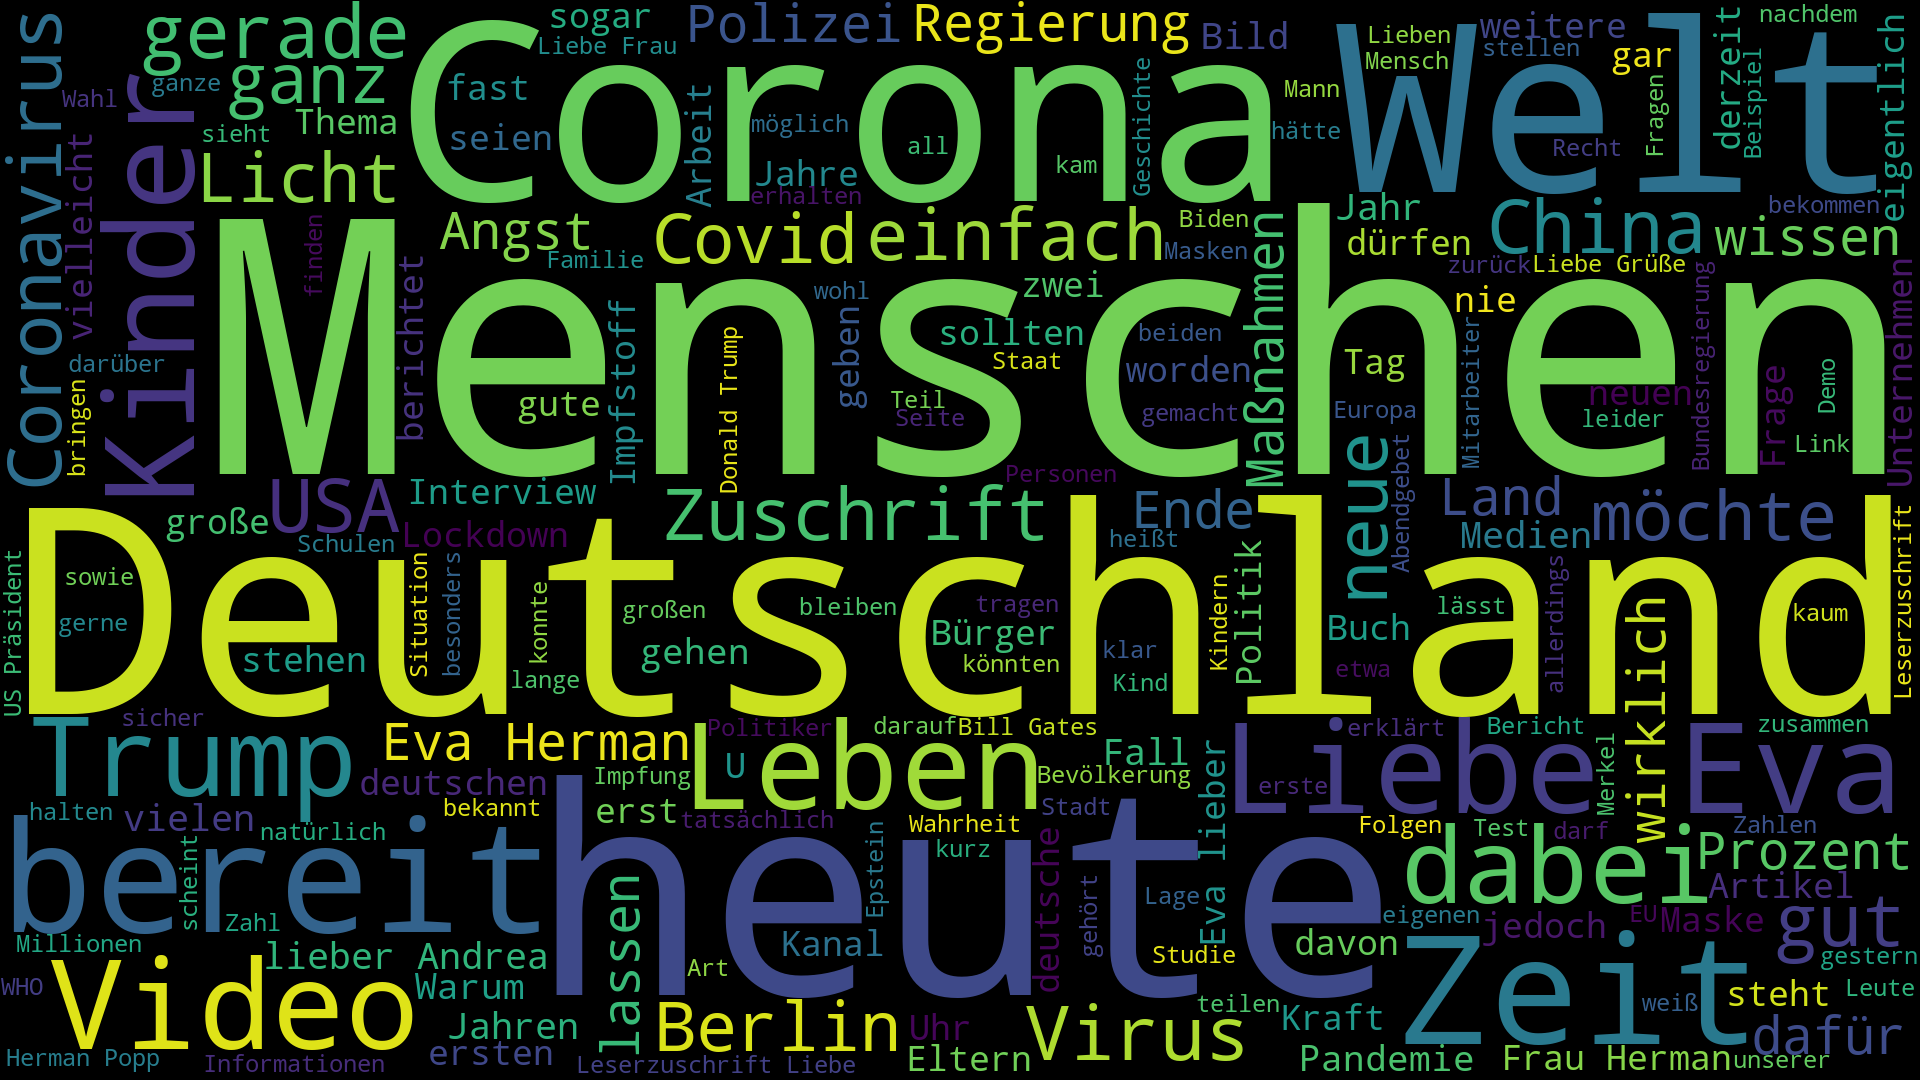 Coronavirus
gerade
sogar
Liebe Frau
Polizei
Regierung
Bild
Lieben
Mensch
weitere
stellen
nachdem
gar
Wahl
ganze
ganz
Corona
Welt
derzeit
Beispiel
eigentlich
Fragen
Kinder
vielleicht
sieht
Thema
fast
seien
Arbeit
möglich
all
kam
Geschichte
Mann
hätte
Recht
Licht
Jahre
erhalten
finden
Angst
Familie
Covid
einfach
Biden
Masken
Maßnahmen
Jahr
dürfen
China
bekommen
wissen
zurück
Liebe Grüße
Menschen
darüber
bringen
berichtet
gute
Impfstoff
Donald Trump
wohl
geben
zwei
sollten
Staat
Teil
Seite
beiden
worden
gemacht
Tag
nie
Europa
Mitarbeiter
neuen
leider
Bundesregierung
Frage
Demo
Link
Unternehmen
Personen
USA
Interview
Lockdown
große
Schulen
Zuschrift
Ende
heißt
neue
Abendgebet
Land
Medien
möchte
Leserzuschrift
US Präsident
Deutschland
sowie
gerne
stehen
Situation
besonders
lange
konnte
großen
gehen
bleiben
tragen
Bürger
könnten
klar
Kind
Kindern
Politik
Buch
etwa
lässt
allerdings
wirklich
kaum
sicher
Trump
Eva Herman
Politiker
darauf
Bill Gates
Leben
U
Fall
Bevölkerung
Liebe
erklärt
erste
Bericht
Merkel
Eva
zusammen
deutschen
Impfung
halten
vielen
natürlich
bekannt
erst
tatsächlich
Wahrheit
kurz
Stadt
Eva lieber
Folgen
Test
darf
Zahlen
bereit
heute
scheint
Zahl
lassen
Epstein
Kanal
deutsche
gehört
Lage
Studie
dabei
Prozent
Artikel
eigenen
jedoch
EU
Maske
gut
gestern
davon
Millionen
lieber
Andrea
Art
WHO
Video
Warum
Zeit
weiß
steht
Leute
Jahren
Berlin
Uhr
Virus
teilen
Kraft
dafür
Herman Popp
Informationen
ersten
Leserzuschrift Liebe
Eltern
Pandemie
Frau Herman
unserer